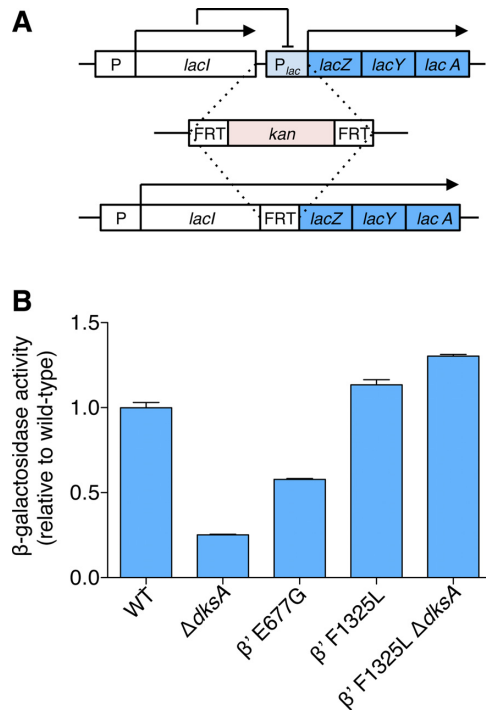 A
P lacI Plac lacZ lacY lac A
FRT kan FRT
P lacI FRT lacZ lacY lac A
B
β-galactosidase activity
(relative to wild-type)
1.5
1.0
0.5
0.0
WT
ΔdksA
β' E677G
β' F1325L
β' F1325L ΔdksA